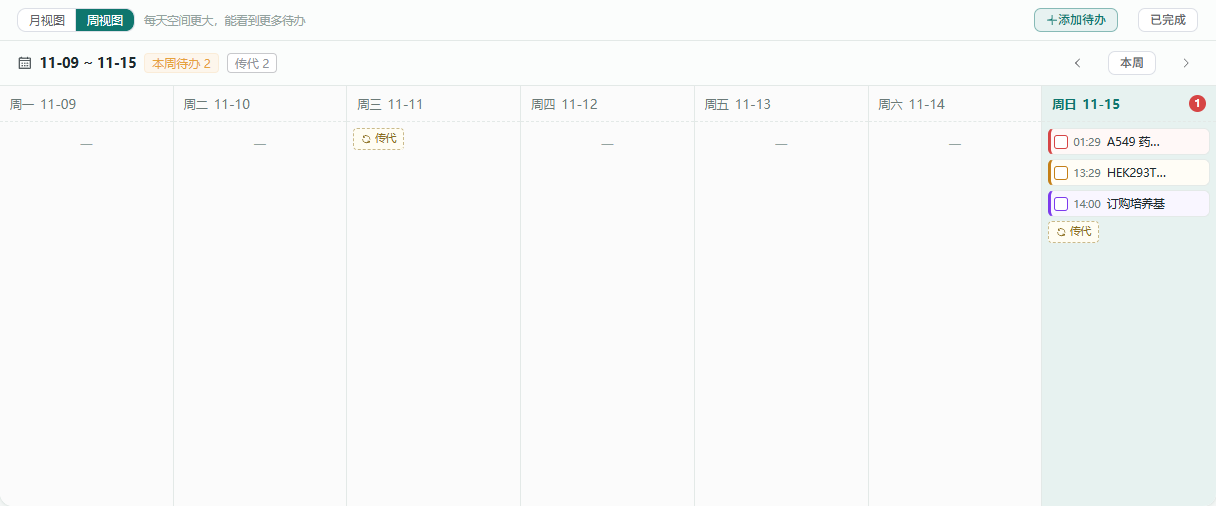 月视图 周视图 每天空间更大，能看到更多待办 +添加待办 已完成
11-09 ~ 11-15 本周待办 2 传代 2 本周
周一 11-09 周二 11-10 周三 11-11 周四 11-12 周五 11-13 周六 11-14 周日 11-15 1
— — 传代 — — —
01:29 A549 药...
13:29 HEK293T...
14:00 订购培养基
传代